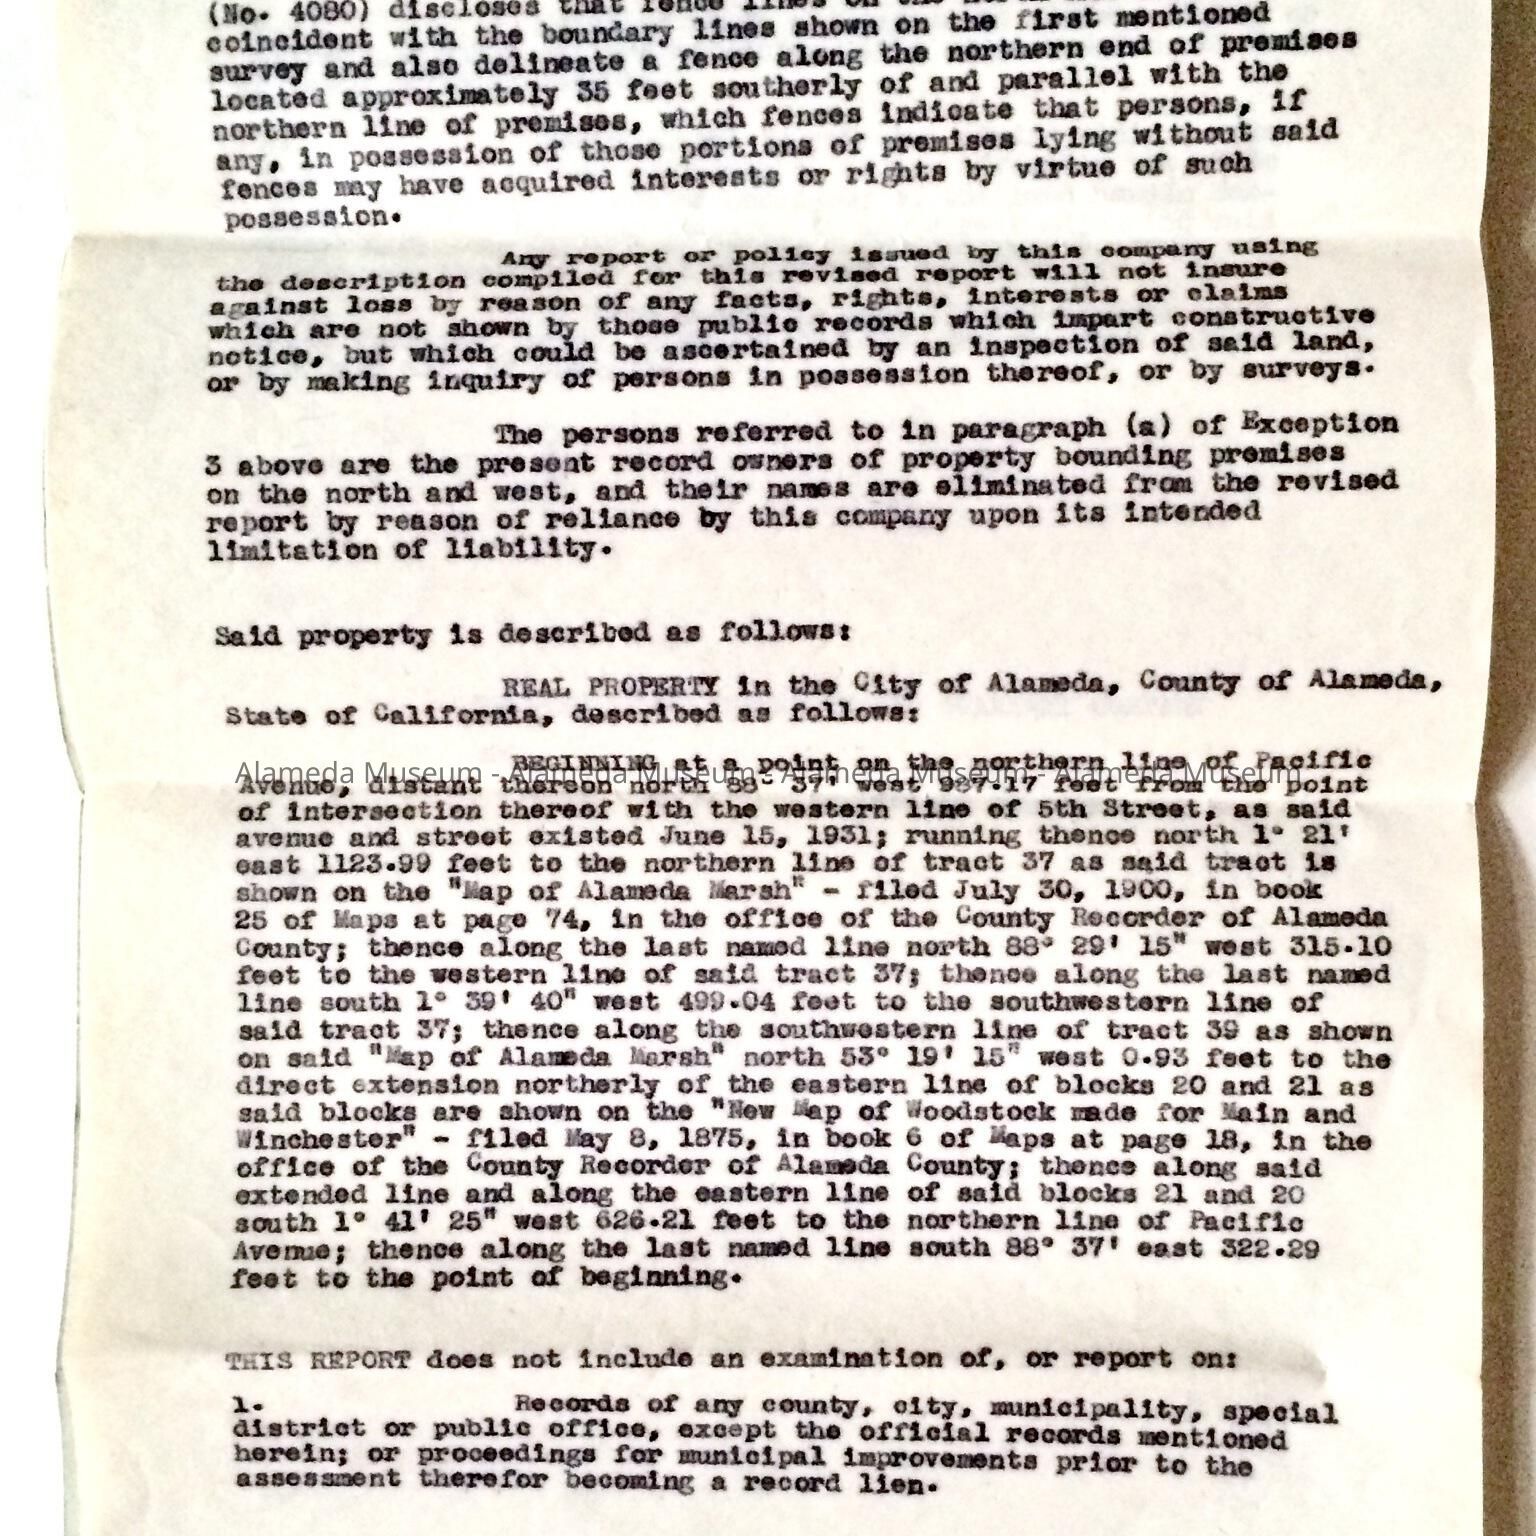 (No. 4080) discloses that fence lines on the
coincident with the boundary lines shown on the first mentioned
survey and also delineate a fence along the northern end of premises
located approximately 35 feet southerly of and parallel with the
northern line of premises, which fences indicate that persons, if
any, in possession of those portions of premises lying without said
fences may have acquired interests or rights by virtue of such
possession.
Any report or policy issued by this company using
the description compiled for this revised report will not insure
against loss by reason of any facts, rights, interests or claims
which are not shown by those public records which impart constructive
notice, but which could be ascertained by an inspection of said land,
or by making inquiry of persons in possession thereof, or by surveys.
The persons referred to in paragraph (a) of Exception
3 above are the present record owners of property bounding premises
on the north and west, and their names are eliminated from the revised
report by reason of reliance by this company upon its intended
limitation of liability.
Said property is described as follows:
REAL PROPERTY in the City of Alameda, County of Alameda,
State of California, described as follows:
BEGINNING at a point on the northern line of Pacific
Alameda Museum - Alameda Museum - Alameda Museum - Alameda Museum
Avenue, distant thereon north 88° 37' west 987.17 feet from the point
of intersection thereof with the western line of 5th Street, as said
avenue and street existed June 15, 1931; running thence north 1° 21'
east 1123.99 feet to the northern line of tract 37 as said tract is
shown on the "Map of Alameda Marsh" - filed July 30, 1900, in book
25 of Maps at page 74, in the office of the County Recorder of Alameda
County; thence along the last named line north 88° 29' 15" west 315.10
feet to the western line of said tract 37; thence along the last named
line south 1° 39' 40" west 499.04 feet to the southwestern line of
said tract 37; thence along the southwestern line of tract 39 as shown
on said "Map of Alameda Marsh" north 53° 19' 15" west 0.93 feet to the
direct extension northerly of the eastern line of blocks 20 and 21 as
said blocks are shown on the "New Map of Woodstock made for Main and
Winchester" - filed May 8, 1875, in book 6 of Maps at page 18, in the
office of the County Recorder of Alameda County; thence along said
extended line and along the eastern line of said blocks 21 and 20
south 1° 41' 25" west 626.21 feet to the northern line of Pacific
Avenue; thence along the last named line south 88° 37' east 322.29
feet to the point of beginning.
THIS REPORT does not include an examination of, or report on:
1. Records of any county, city, municipality, special
district or public office, except the official records mentioned
herein; or proceedings for municipal improvements prior to the
assessment therefor becoming a record lien.